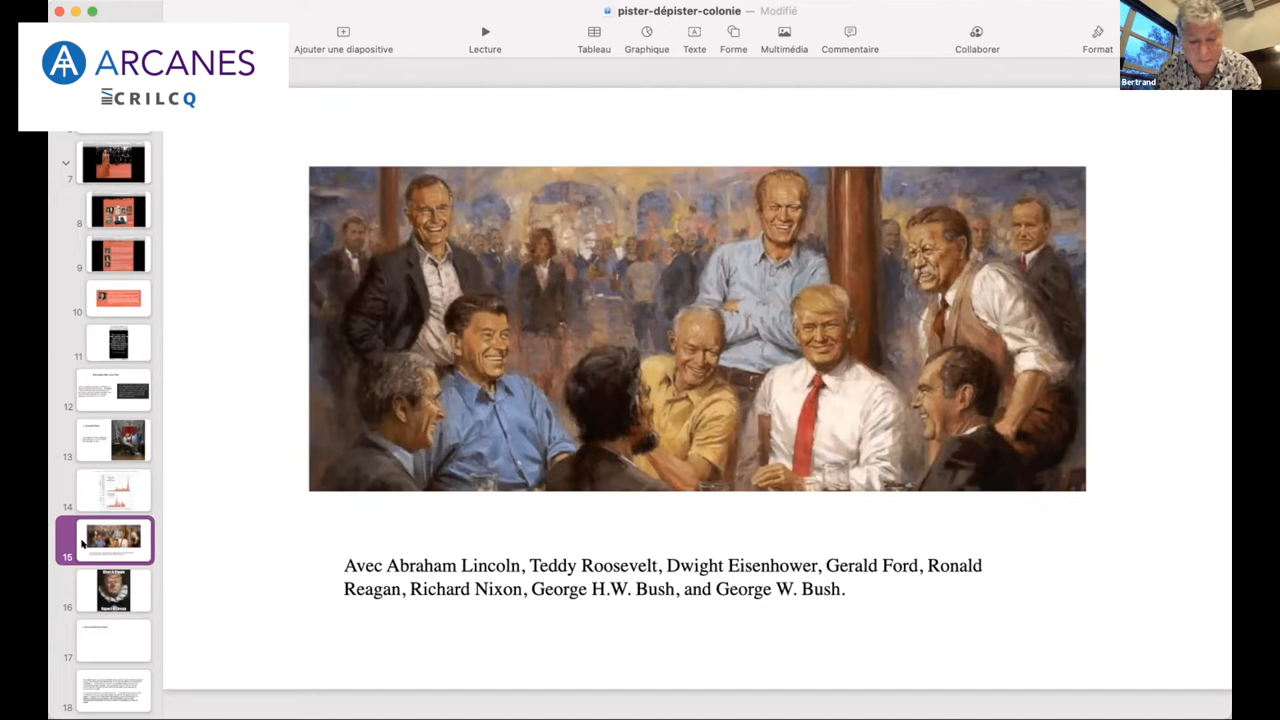 pister-dépister-colonie — Modifié
ARCANES
CRILCQ
Ajouter une diapositive
Lecture
Tableau
Graphique
Texte
Forme
Multimédia
Commentaire
Collaborer
Format
Bertrand
7
8
9
10
11
12
13
14
15
16
17
18
Avec Abraham Lincoln, Teddy Roosevelt, Dwight Eisenhower, Gerald Ford, Ronald
Reagan, Richard Nixon, George H.W. Bush, and George W. Bush.